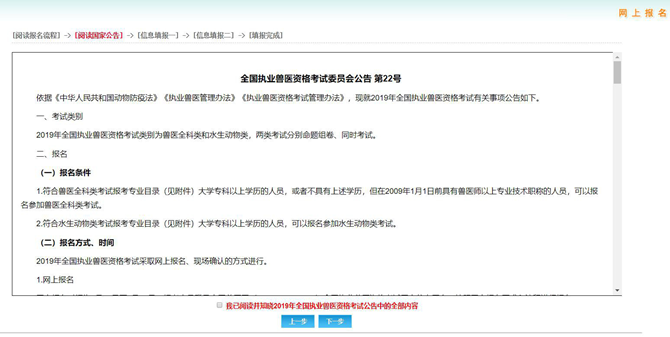 网 上 报 名
[阅读报名流程] -> [阅读国家公告] -> [信息填报一] -> [信息填报二] -> [填报完成]
全国执业兽医资格考试委员会公告 第22号
依据《中华人民共和国动物防疫法》《执业兽医管理办法》《执业兽医资格考试管理办法》，现就2019年全国执业兽医资格考试有关事项公告如下。
一、考试类别
2019年全国执业兽医资格考试类别为兽医全科类和水生动物类，两类考试分别命题组卷、同时考试。
二、报名
（一）报名条件
1.符合兽医全科类考试报考专业目录（见附件）大学专科以上学历的人员，或者不具有上述学历，但在2009年1月1日前具有兽医师以上专业技术职称的人员，可以报
名参加兽医全科类考试。
2.符合水生动物类考试报考专业目录（见附件）大学专科以上学历的人员，可以报名参加水生动物类考试。
（二）报名方式、时间
2019年全国执业兽医资格考试采取网上报名、现场确认的方式进行。
1.网上报名
我已阅读并知晓2019年全国执业兽医资格考试公告中的全部内容
上一步 下一步